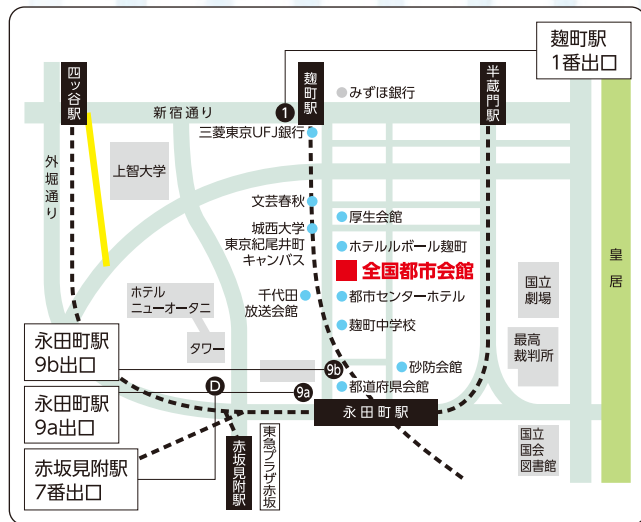 麹町駅
1番出口
四ッ谷駅
麹町駅
半蔵門駅
みずほ銀行
新宿通り
1
三菱東京UFJ銀行
外堀通り
上智大学
文芸春秋
厚生会館
城西大学
東京紀尾井町
キャンパス
ホテルルポール麹町
全国都市会館
皇居
ホテル
ニューオータニ
千代田
放送会館
都市センターホテル
国立
劇場
麹町中学校
タワー
最高
裁判所
永田町駅
9b出口
9b
砂防会館
D
9a
都道府県会館
永田町駅
9a出口
永田町駅
赤坂見附駅
7番出口
赤坂見附駅
東急プラザ赤坂
国立
国会
図書館